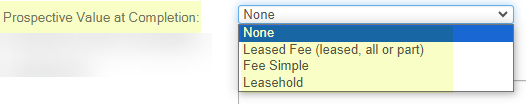 Prospective Value at Completion: None
None
Leased Fee (leased, all or part)
Fee Simple
Leasehold